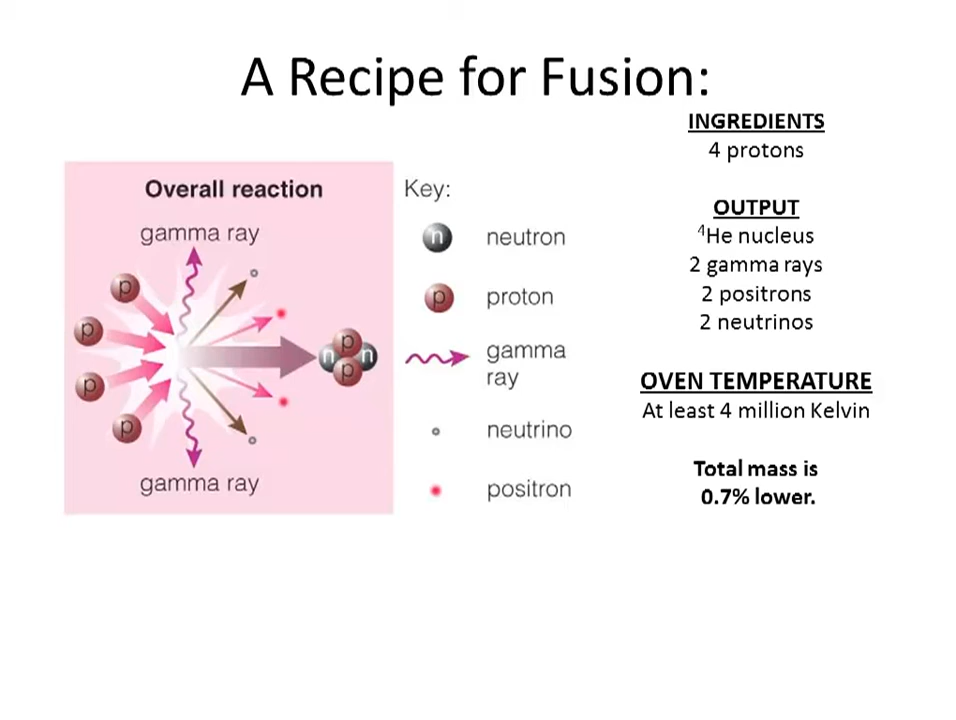 A Recipe for Fusion:
Overall reaction
gamma ray
p
p
p
p
n
p
n
p
gamma ray
Key:
n
neutron
p
proton
gamma
ray
neutrino
positron
INGREDIENTS
4 protons
OUTPUT
⁴He nucleus
2 gamma rays
2 positrons
2 neutrinos
OVEN TEMPERATURE
At least 4 million Kelvin
Total mass is
0.7% lower.